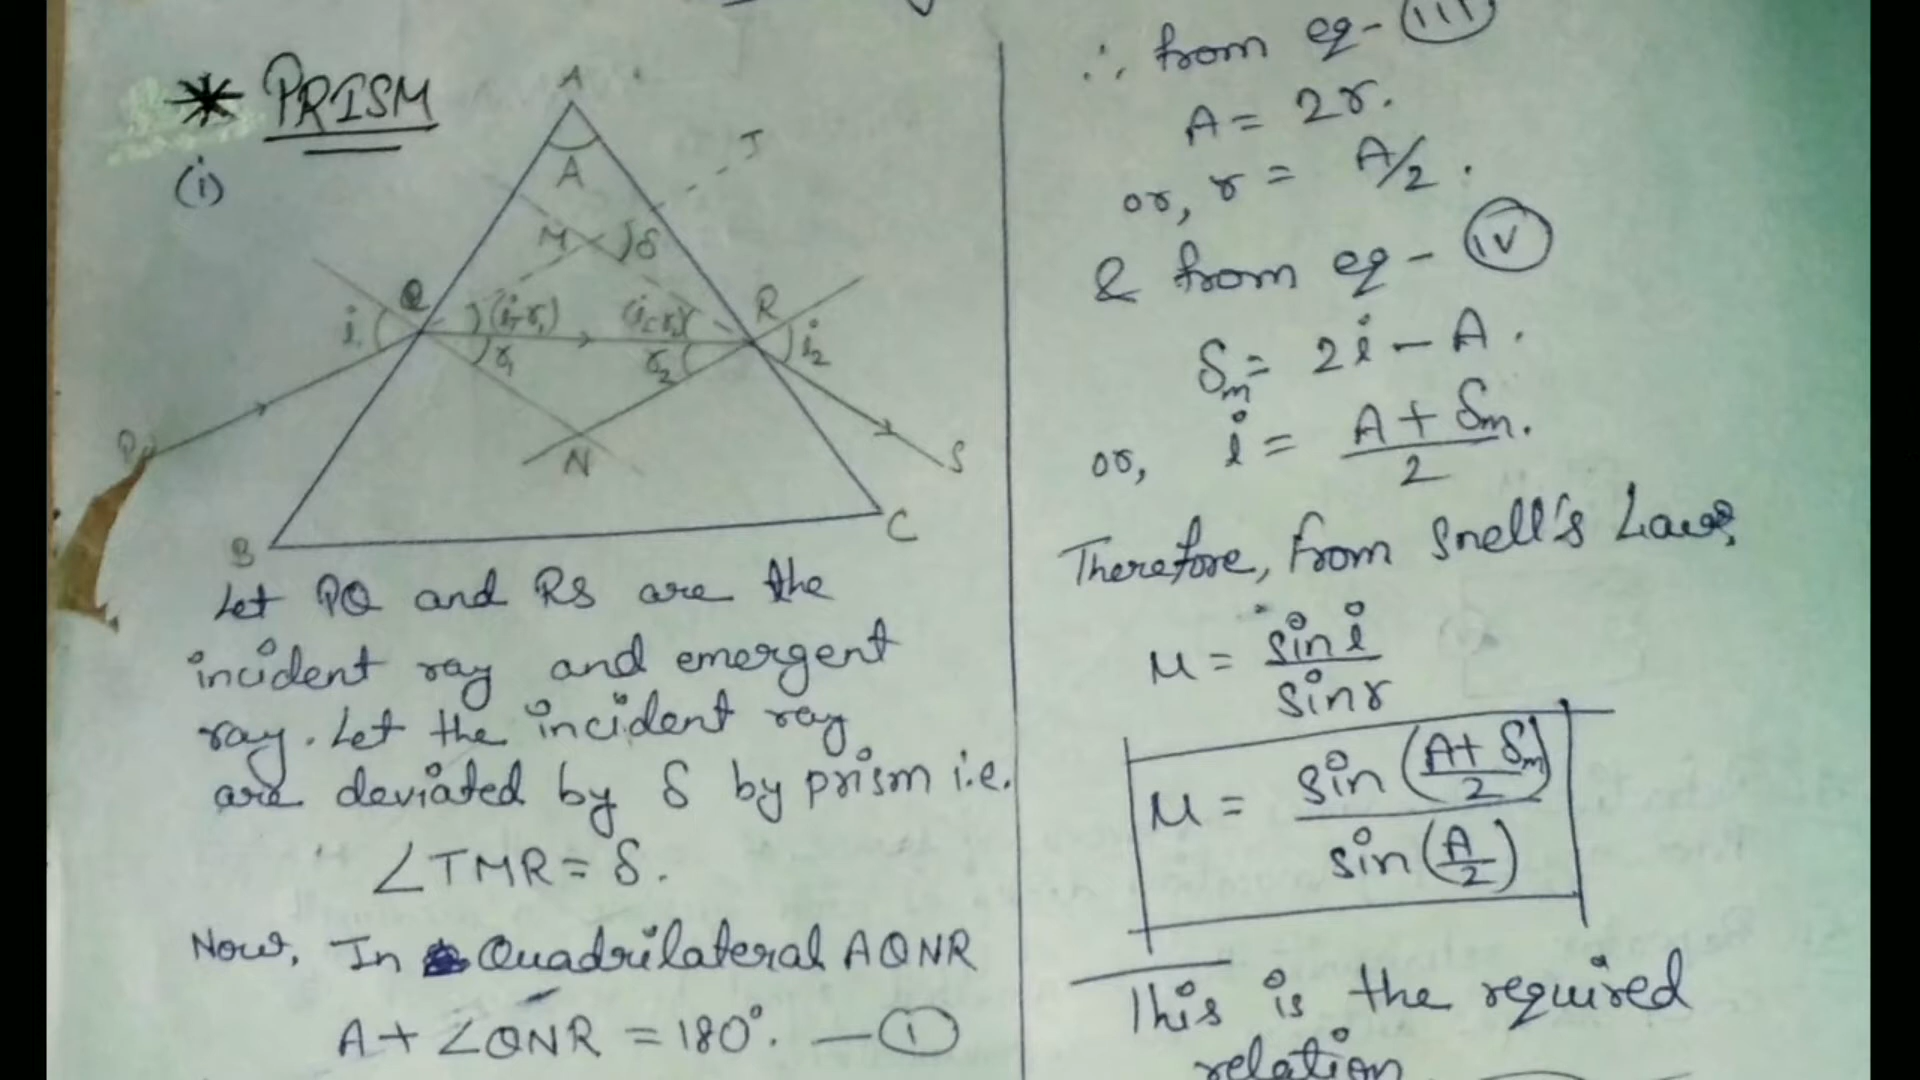 * PRISM
(i)
A
A
T
M
δ
Q
R
i₁
(i₁-r₁)
i₂
r₁
r₂
P
N
S
B
C
Let PQ and RS are the
incident ray and emergent
ray. Let the incident ray
are deviated by δ by prism i.e.
∠TMR = δ.
Now, In Quadrilateral AQNR
A + ∠QNR = 180°. — (I)
∴ from eq- (III)
A = 2r.
or, r = A/2.
& from eq- (IV)
δm = 2i - A.
or, i = (A + δm)/2.
Therefore, from Snell's Law,
μ = sin i / sin r
μ = sin((A + δm)/2) / sin(A/2)
This is the required
relation